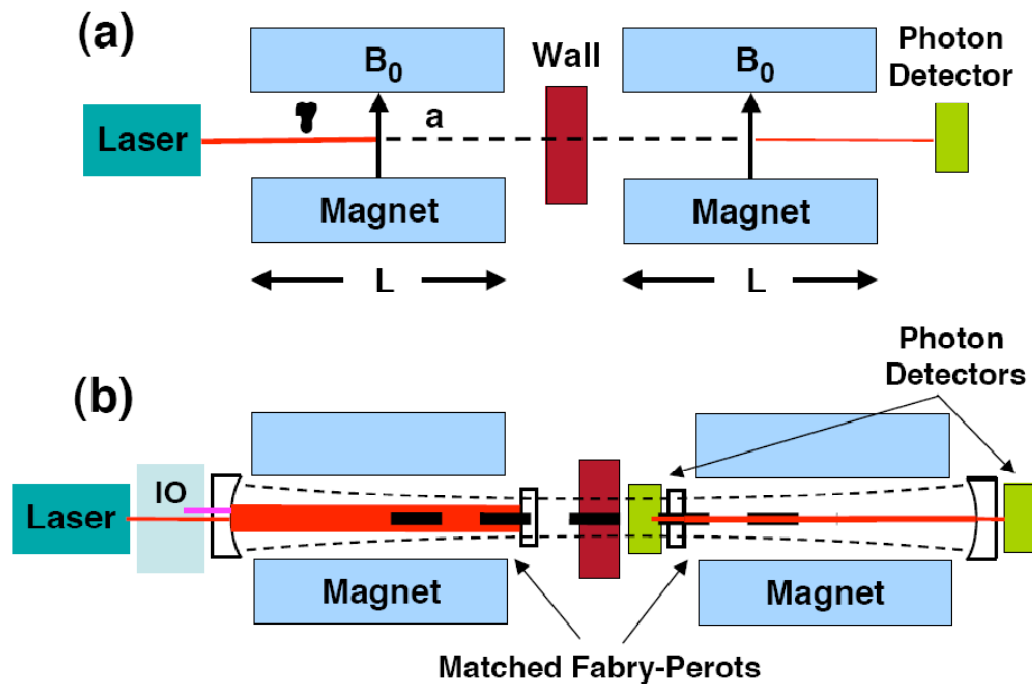 (a)
B0
Wall
B0
Photon
Detector
Laser
a
Magnet
Magnet
L
L
(b)
Photon
Detectors
IO
Laser
Magnet
Magnet
Matched Fabry-Perots